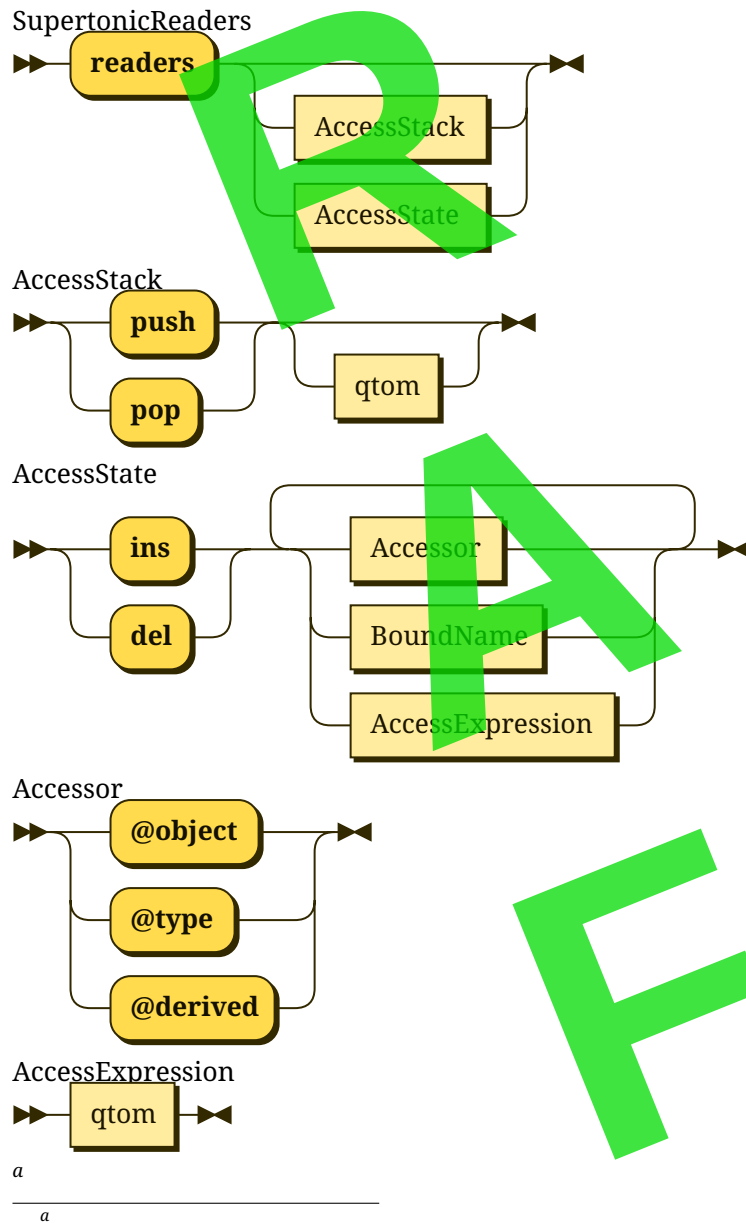 SupertonicReaders
readers
AccessStack
AccessState
AccessStack
push
pop
qtom
AccessState
ins
del
Accessor
BoundName
AccessExpression
Accessor
@object
@type
@derived
AccessExpression
qtom
a
a
R
A
F